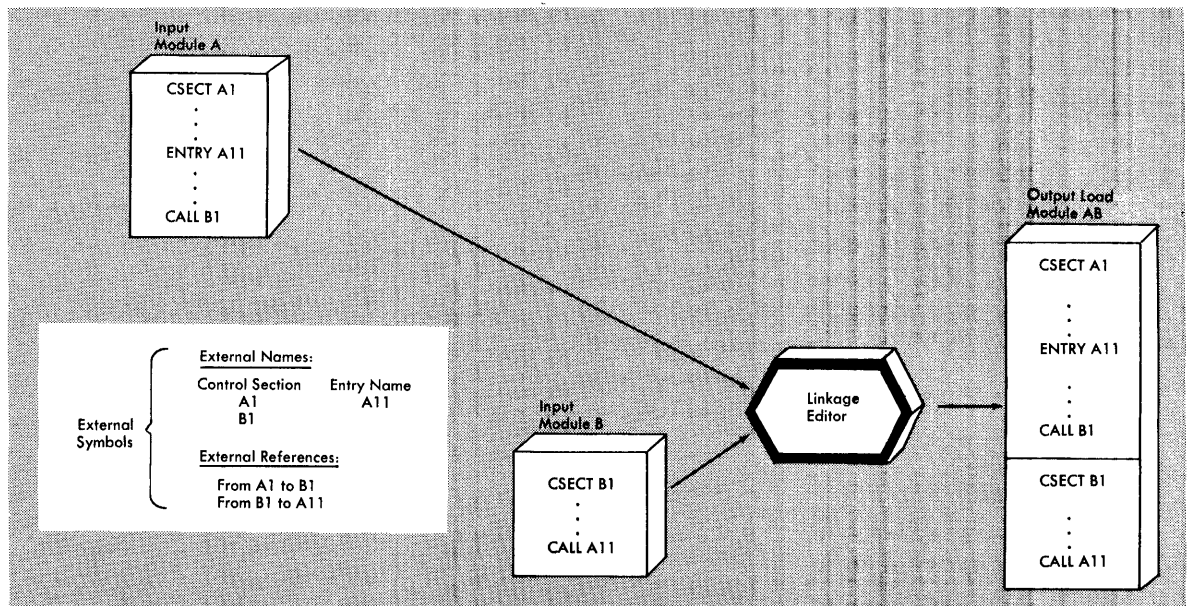 Input
Module A
CSECT A1
.
.
.
ENTRY A11
.
.
.
CALL B1
External Symbols
External Names:
Control Section Entry Name
A1 A11
B1
External References:
From A1 to B1
From B1 to A11
Input
Module B
CSECT B1
.
.
.
CALL A11
Linkage
Editor
Output Load
Module AB
CSECT A1
.
.
.
ENTRY A11
.
.
.
CALL B1
CSECT B1
.
.
.
CALL A11